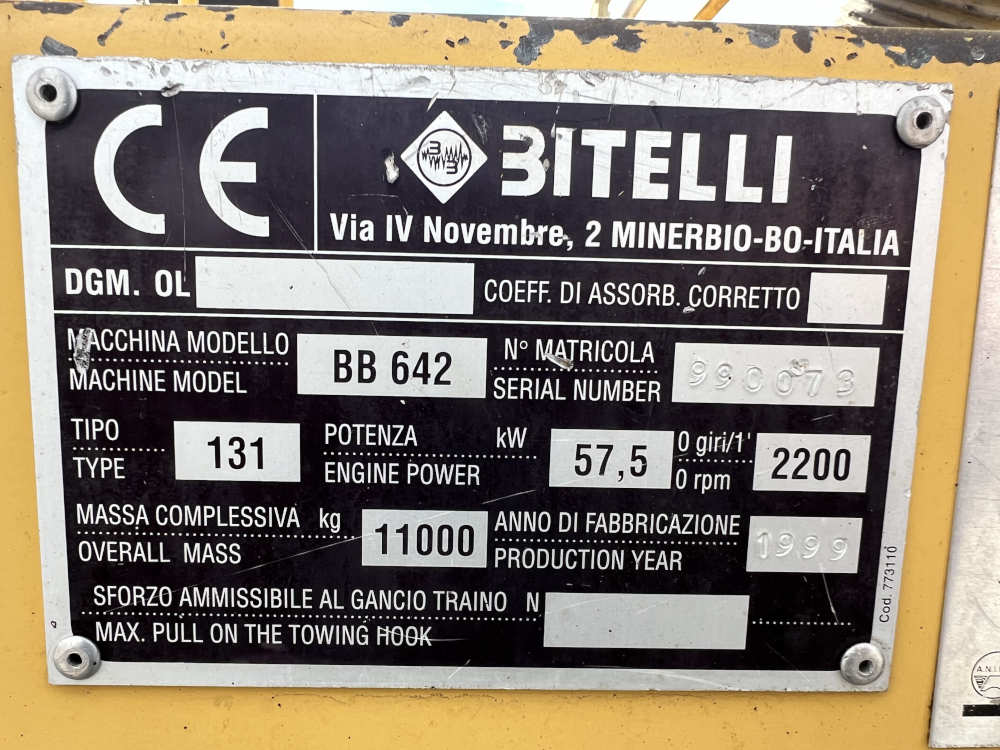 CE
BITELLI
Via IV Novembre, 2 MINERBIO-BO-ITALIA
DGM. OL
COEFF. DI ASSORB. CORRETTO
MACCHINA MODELLO
MACHINE MODEL
BB 642
N° MATRICOLA
SERIAL NUMBER
990073
TIPO
TYPE
131
POTENZA kW
ENGINE POWER
57,5
0 giri/1'
0 rpm
2200
MASSA COMPLESSIVA kg
OVERALL MASS
11000
ANNO DI FABBRICAZIONE
PRODUCTION YEAR
1999
SFORZO AMMISSIBILE AL GANCIO TRAINO N
MAX. PULL ON THE TOWING HOOK
Cod. 773110